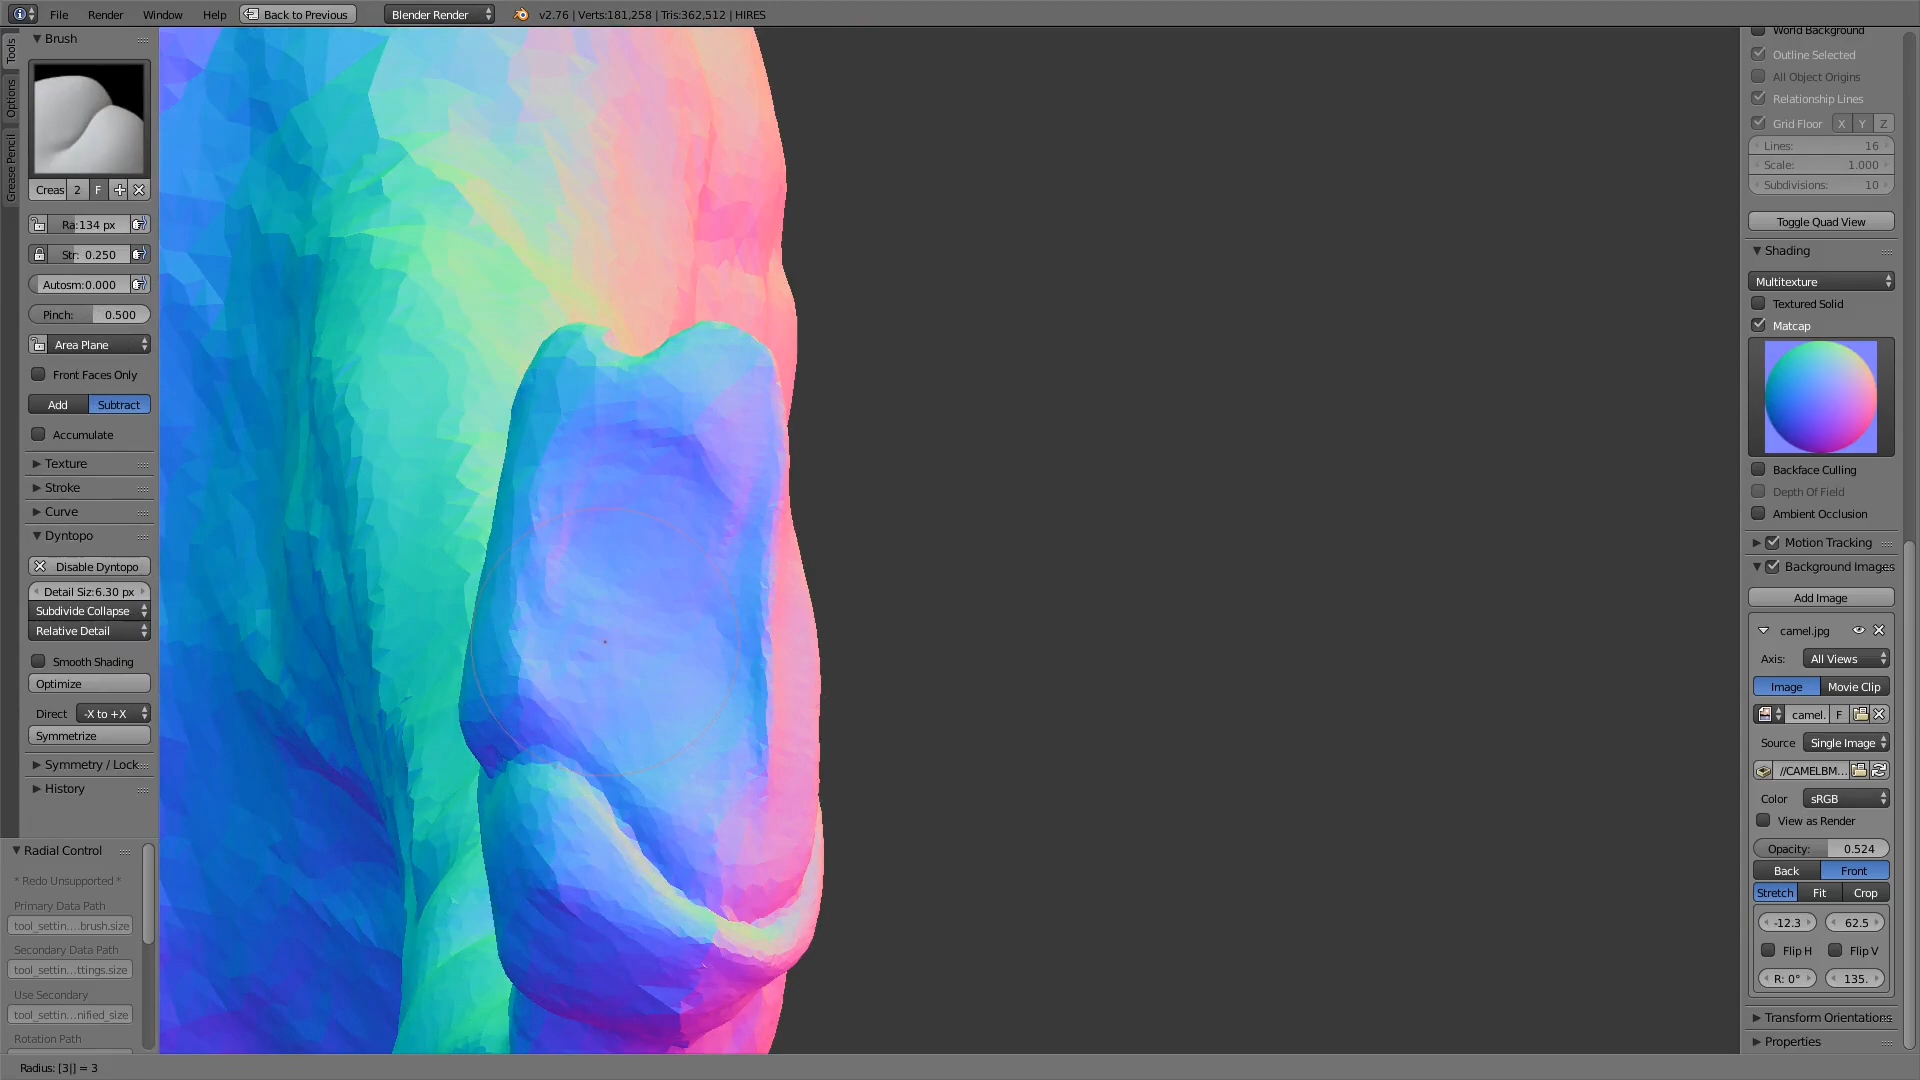 File Render Window Help Back to Previous Blender Render v2.76 | Verts:181,258 | Tris:362,512 | HIRES
Tools
Options
Grease Pencil
Brush
Creas 2 F
Ra:134 px
Str: 0.250
Autosm:0.000
Pinch: 0.500
Area Plane
Front Faces Only
Add Subtract
Accumulate
Texture
Stroke
Curve
Dyntopo
Disable Dyntopo
Detail Siz:6.30 px
Subdivide Collapse
Relative Detail
Smooth Shading
Optimize
Direct -X to +X
Symmetrize
Symmetry / Lock
History
Radial Control
* Redo Unsupported *
Primary Data Path
tool_settin....brush.size
Secondary Data Path
tool_settin...ttings.size
Use Secondary
tool_settin...nified_size
Rotation Path
Radius: [3|] = 3
World Background
Outline Selected
All Object Origins
Relationship Lines
Grid Floor X Y Z
Lines: 16
Scale: 1.000
Subdivisions: 10
Toggle Quad View
Shading
Multitexture
Textured Solid
Matcap
Backface Culling
Depth Of Field
Ambient Occlusion
Motion Tracking
Background Images
Add Image
camel.jpg
Axis: All Views
Image Movie Clip
camel. F
Source Single Image
//CAMELBM...
Color sRGB
View as Render
Opacity: 0.524
Back Front
Stretch Fit Crop
-12.3 62.5
Flip H Flip V
R: 0° 135.
Transform Orientations
Properties